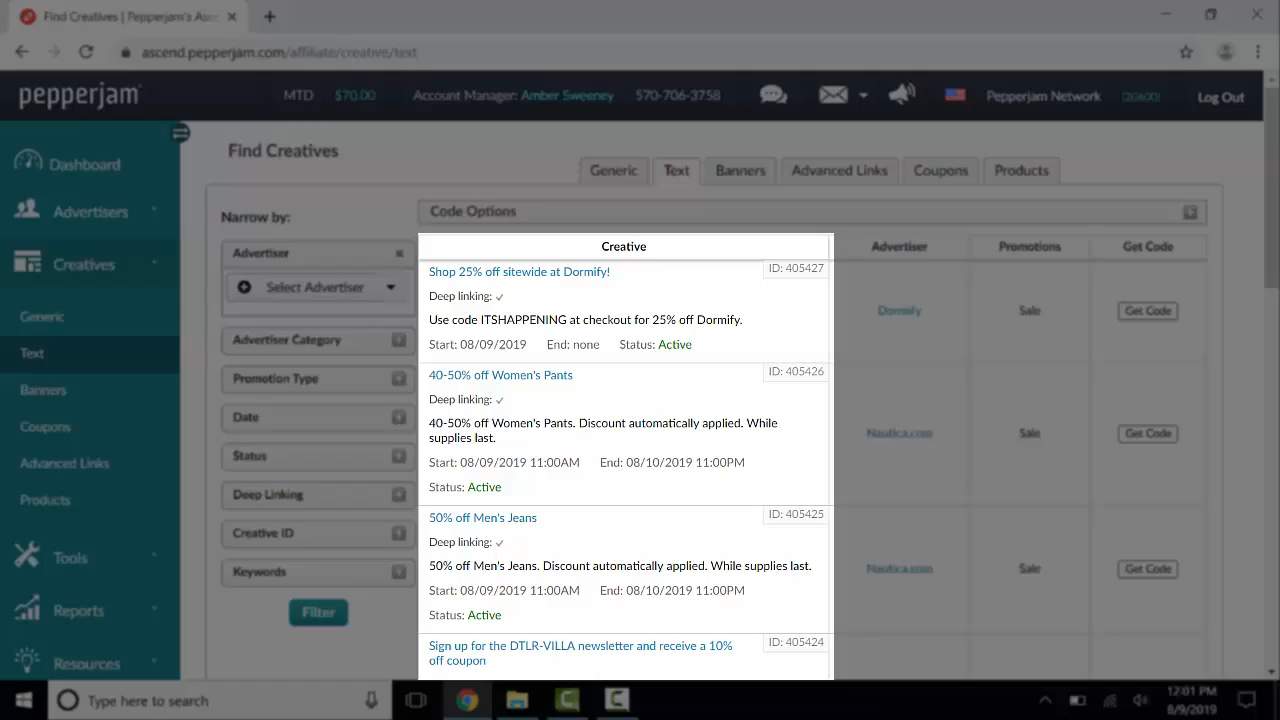 Find Creatives | Pepperjam's Asc
ascend.pepperjam.com/affiliate/creative/text
pepperjam
MTD $70.00 Account Manager: Amber Sweeney 570-706-3758 Pepperjam Network (20600) Log Out
Dashboard
Advertisers
Creatives
Generic
Text
Banners
Coupons
Advanced Links
Products
Tools
Reports
Resources
Find Creatives
Generic Text Banners Advanced Links Coupons Products
Narrow by:
Advertiser
Select Advertiser
Advertiser Category
Promotion Type
Date
Status
Deep Linking
Creative ID
Keywords
Filter
Code Options
Creative Advertiser Promotions Get Code
Shop 25% off sitewide at Dormify! ID: 405427
Deep linking: ✓
Use code ITSHAPPENING at checkout for 25% off Dormify.
Start: 08/09/2019 End: none Status: Active
Dormify Sale Get Code
40-50% off Women's Pants ID: 405426
Deep linking: ✓
40-50% off Women's Pants. Discount automatically applied. While
supplies last.
Start: 08/09/2019 11:00AM End: 08/10/2019 11:00PM
Status: Active
Nautica.com Sale Get Code
50% off Men's Jeans ID: 405425
Deep linking: ✓
50% off Men's Jeans. Discount automatically applied. While supplies last.
Start: 08/09/2019 11:00AM End: 08/10/2019 11:00PM
Status: Active
Nautica.com Sale Get Code
Sign up for the DTLR-VILLA newsletter and receive a 10% ID: 405424
off coupon
Type here to search
12:01 PM
8/9/2019